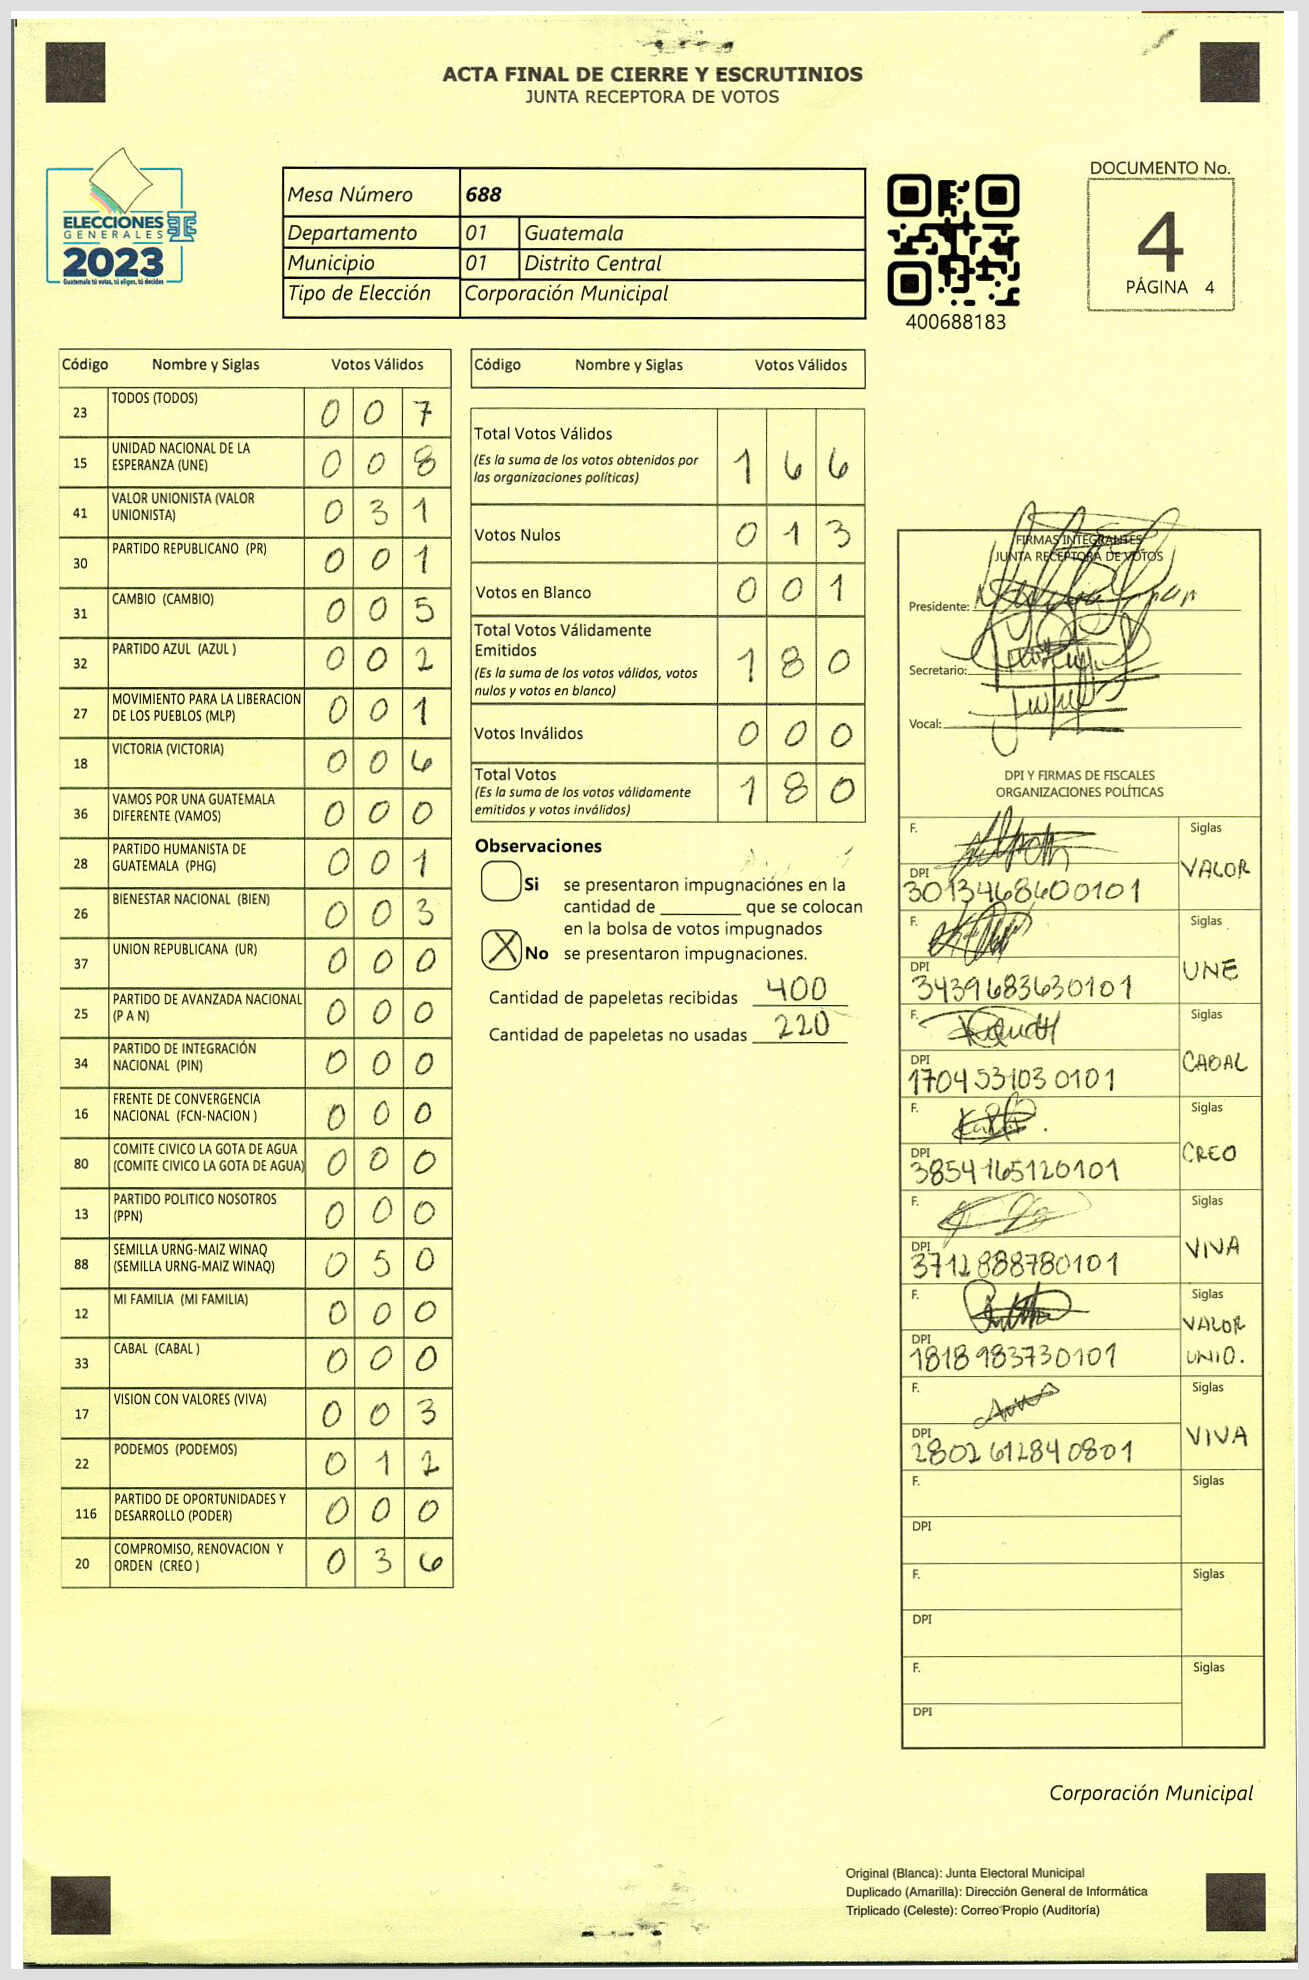 ACTA FINAL DE CIERRE Y ESCRUTINIOS
JUNTA RECEPTORA DE VOTOS
ELECCIONES
GENERALES
2023
Guatemala tú votas, tú eliges, tú decides
Mesa Número 688
Departamento 01 Guatemala
Municipio 01 Distrito Central
Tipo de Elección Corporación Municipal
400688183
DOCUMENTO No.
4
PÁGINA 4
Código Nombre y Siglas Votos Válidos
23 TODOS (TODOS) 0 0 7
15 UNIDAD NACIONAL DE LA
ESPERANZA (UNE) 0 0 8
41 VALOR UNIONISTA (VALOR
UNIONISTA) 0 3 1
30 PARTIDO REPUBLICANO (PR) 0 0 1
31 CAMBIO (CAMBIO) 0 0 5
32 PARTIDO AZUL (AZUL ) 0 0 2
27 MOVIMIENTO PARA LA LIBERACION
DE LOS PUEBLOS (MLP) 0 0 1
18 VICTORIA (VICTORIA) 0 0 6
36 VAMOS POR UNA GUATEMALA
DIFERENTE (VAMOS) 0 0 0
28 PARTIDO HUMANISTA DE
GUATEMALA (PHG) 0 0 1
26 BIENESTAR NACIONAL (BIEN) 0 0 3
37 UNION REPUBLICANA (UR) 0 0 0
25 PARTIDO DE AVANZADA NACIONAL
(P A N) 0 0 0
34 PARTIDO DE INTEGRACIÓN
NACIONAL (PIN) 0 0 0
16 FRENTE DE CONVERGENCIA
NACIONAL (FCN-NACION ) 0 0 0
80 COMITE CIVICO LA GOTA DE AGUA
(COMITE CIVICO LA GOTA DE AGUA) 0 0 0
13 PARTIDO POLITICO NOSOTROS
(PPN) 0 0 0
88 SEMILLA URNG-MAIZ WINAQ
(SEMILLA URNG-MAIZ WINAQ) 0 5 0
12 MI FAMILIA (MI FAMILIA) 0 0 0
33 CABAL (CABAL ) 0 0 0
17 VISION CON VALORES (VIVA) 0 0 3
22 PODEMOS (PODEMOS) 0 1 2
116 PARTIDO DE OPORTUNIDADES Y
DESARROLLO (PODER) 0 0 0
20 COMPROMISO, RENOVACION Y
ORDEN (CREO ) 0 3 6
Código Nombre y Siglas Votos Válidos
Total Votos Válidos
(Es la suma de los votos obtenidos por
las organizaciones políticas) 1 6 6
Votos Nulos 0 1 3
Votos en Blanco 0 0 1
Total Votos Válidamente
Emitidos
(Es la suma de los votos válidos, votos
nulos y votos en blanco) 1 8 0
Votos Inválidos 0 0 0
Total Votos
(Es la suma de los votos válidamente
emitidos y votos inválidos) 1 8 0
Observaciones
Si se presentaron impugnaciones en la
cantidad de ________ que se colocan
en la bolsa de votos impugnados
X No se presentaron impugnaciones.
Cantidad de papeletas recibidas 400
Cantidad de papeletas no usadas 220
FIRMAS INTEGRANTES
JUNTA RECEPTORA DE VOTOS
Presidente:
Secretario:
Vocal:
DPI Y FIRMAS DE FISCALES
ORGANIZACIONES POLÍTICAS
F. Siglas
VALOR
DPI 3013468600101
F. Siglas
UNE
DPI 3439683630101
F. Siglas
CABAL
DPI 1704531030101
F. Siglas
CREO
DPI 3854165120101
F. Siglas
VIVA
DPI 3712888780101
F. Siglas
VALOR
UNIO.
DPI 1818983730101
F. Siglas
VIVA
DPI 2802612840801
F. Siglas
DPI
F. Siglas
DPI
F. Siglas
DPI
Corporación Municipal
Original (Blanca): Junta Electoral Municipal
Duplicado (Amarilla): Dirección General de Informática
Triplicado (Celeste): Correo Propio (Auditoría)